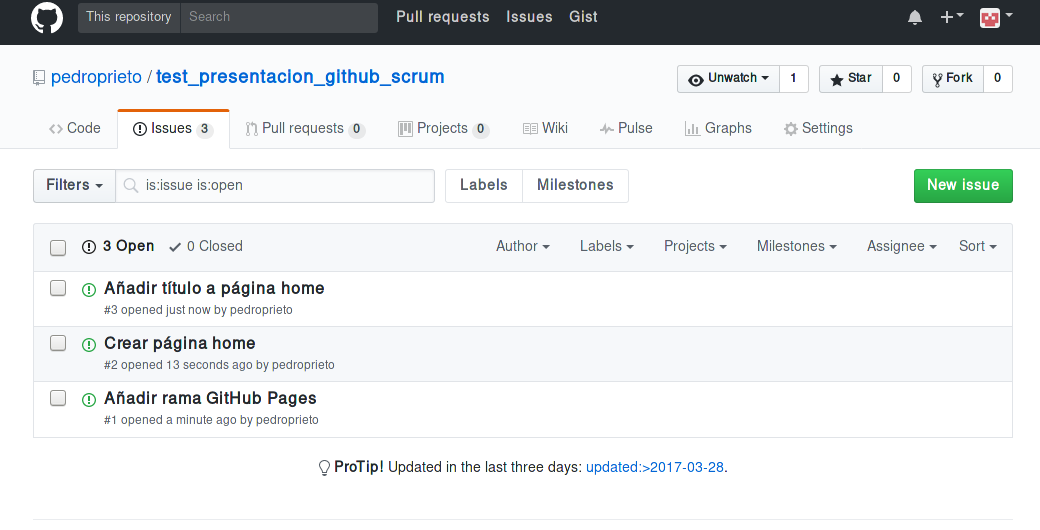 This repository Search Pull requests Issues Gist
pedroprieto / test_presentacion_github_scrum Unwatch 1 Star 0 Fork 0
Code Issues 3 Pull requests 0 Projects 0 Wiki Pulse Graphs Settings
Filters is:issue is:open Labels Milestones New issue
3 Open 0 Closed Author Labels Projects Milestones Assignee Sort
Añadir título a página home
#3 opened just now by pedroprieto
Crear página home
#2 opened 13 seconds ago by pedroprieto
Añadir rama GitHub Pages
#1 opened a minute ago by pedroprieto
ProTip! Updated in the last three days: updated:>2017-03-28.